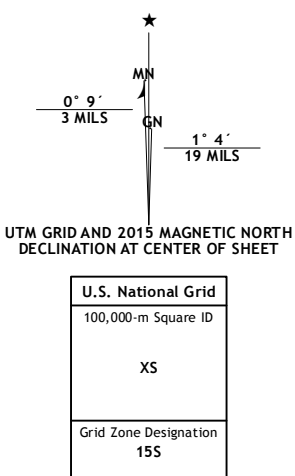 ★
MN
0° 9´
3 MILS
GN
1° 4´
19 MILS
UTM GRID AND 2015 MAGNETIC NORTH
DECLINATION AT CENTER OF SHEET
U.S. National Grid
100,000-m Square ID
XS
Grid Zone Designation
15S